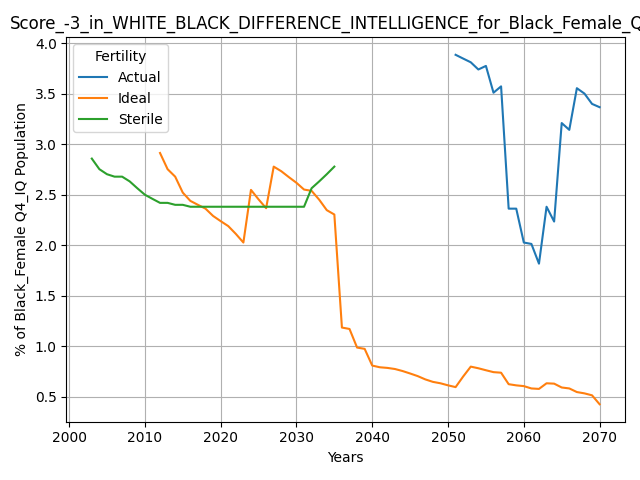 Score_-3_in_WHITE_BLACK_DIFFERENCE_INTELLIGENCE_for_Black_Female_Q
4.0
3.5
3.0
2.5
2.0
1.5
1.0
0.5
% of Black_Female Q4_IQ Population
Fertility
Actual
Ideal
Sterile
2000 2010 2020 2030 2040 2050 2060 2070
Years